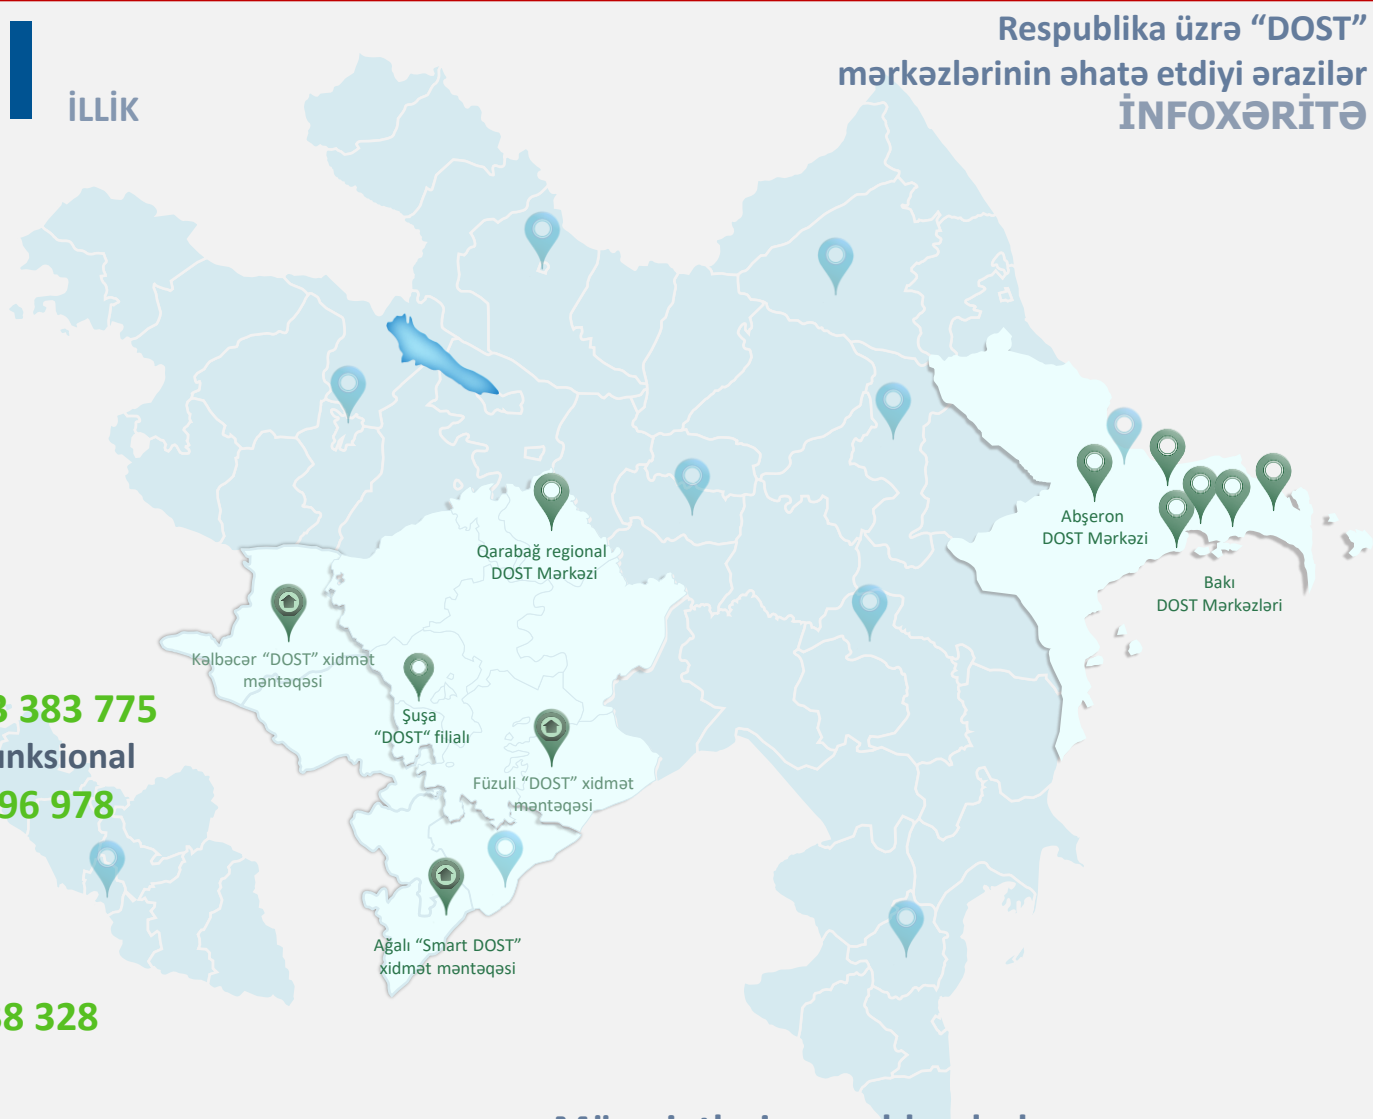 Respublika üzrə “DOST”
mərkəzlərinin əhatə etdiyi ərazilər
İNFOXƏRİTƏ
İLLİK
Abşeron
DOST Mərkəzi
Bakı
DOST Mərkəzləri
Qarabağ regional
DOST Mərkəzi
Kəlbəcər “DOST” xidmət
məntəqəsi
Şuşa
“DOST“ filialı
Füzuli “DOST” xidmət
məntəqəsi
Ağalı “Smart DOST”
xidmət məntəqəsi
383 775
96 978
8 328